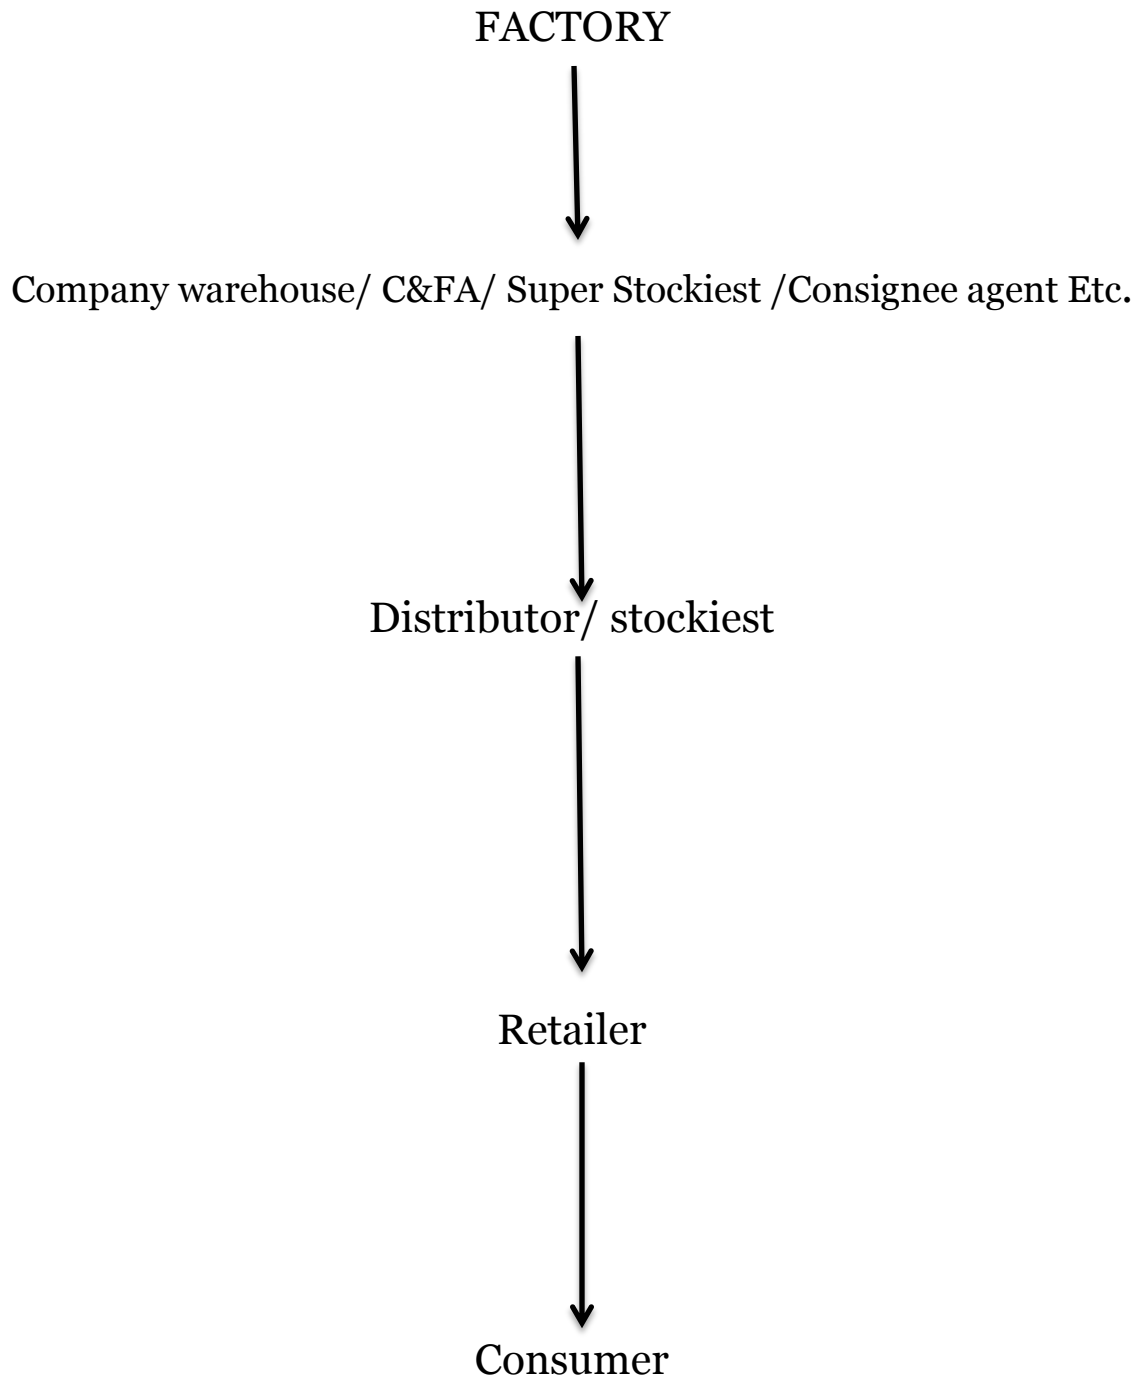 FACTORY
Company warehouse/ C&FA/ Super Stockiest /Consignee agent Etc.
Distributor/ stockiest
Retailer
Consumer